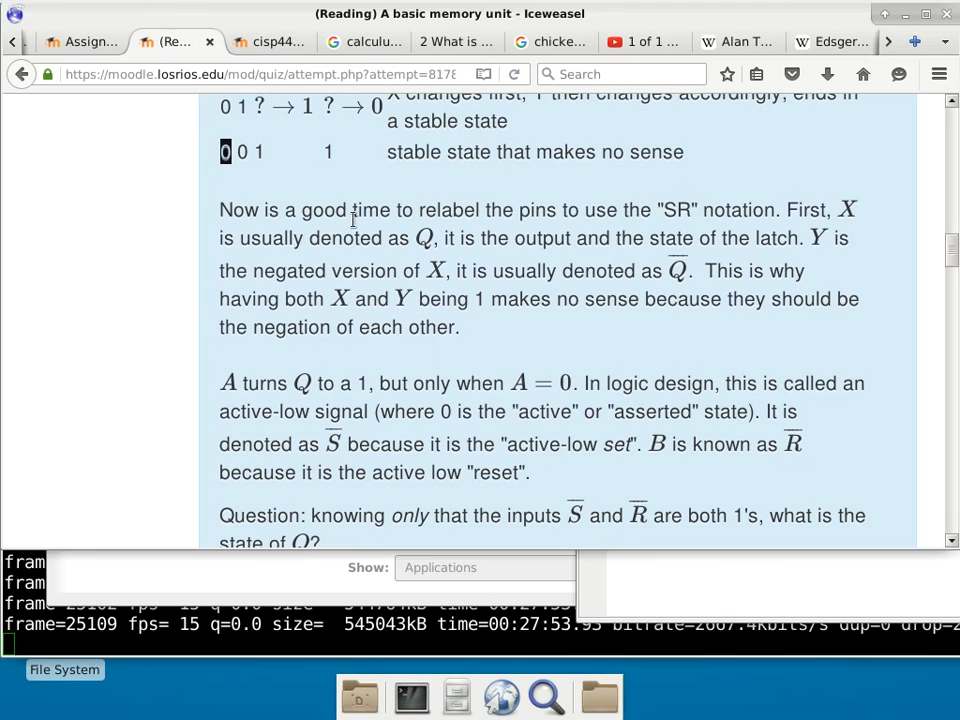 (Reading) A basic memory unit - Iceweasel
Assign... (Re... × cisp44... calculu... 2 What is ... chicke... 1 of 1 ... Alan T... Edsger...
https://moodle.losrios.edu/mod/quiz/attempt.php?attempt=8178 Search
0 1 ? → 1 ? → 0 X changes first, Y then changes accordingly, ends in
a stable state
0 0 1 1 stable state that makes no sense
Now is a good time to relabel the pins to use the "SR" notation. First, X
is usually denoted as Q, it is the output and the state of the latch. Y is
the negated version of X, it is usually denoted as Q̅. This is why
having both X and Y being 1 makes no sense because they should be
the negation of each other.
A turns Q to a 1, but only when A = 0. In logic design, this is called an
active-low signal (where 0 is the "active" or "asserted" state). It is
denoted as S̅ because it is the "active-low set". B is known as R̅
because it is the active low "reset".
Question: knowing only that the inputs S̅ and R̅ are both 1's, what is the
state of Q?
fram
Show: Applications
fram
frame=25109 fps= 15 q=0.0 size= 545043kB time=00:27:53.93 bitrate=2667.4kbits/s dup=0 drop=2
File System